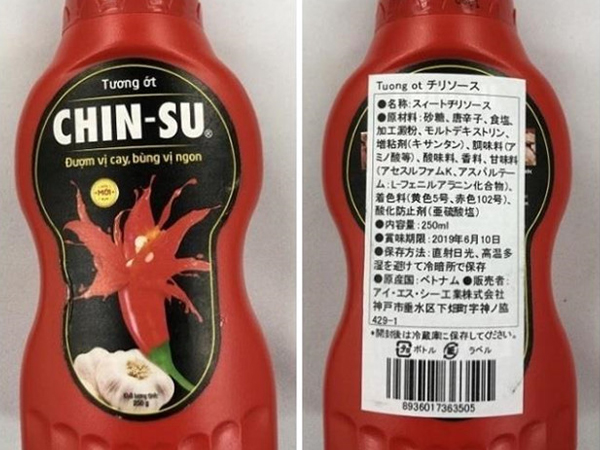 Tương ớt
CHIN-SU®
Đượm vị cay, bùng vị ngon
MỚI
Khối lượng tịnh
250 g
Tuong ot チリソース
●名称:スィートチリソース
●原材料:砂糖、唐辛子、食塩、
加工澱粉、モルトデキストリン、
増粘剤(キサンタン)、調味料(ア
ミノ酸等)、酸味料、香料、甘味料
(アセスルファムK、アスパルテー
ム:L-フェニルアラニン化合物)、
着色料(黄色5号、赤色102号)、
酸化防止剤(亜硫酸塩)
●内容量:250ml
●賞味期限:2019年6月10日
●保存方法:直射日光、高温多
湿を避けて冷暗所で保存
●原産国:ベトナム ●販売者:
アイ・エス・シー工業株式会社
神戸市垂水区下畑町字神ノ脇
429-1
*開封後は冷蔵庫に保存してください。
プラ ボトル プラ ラベル
8936017363505